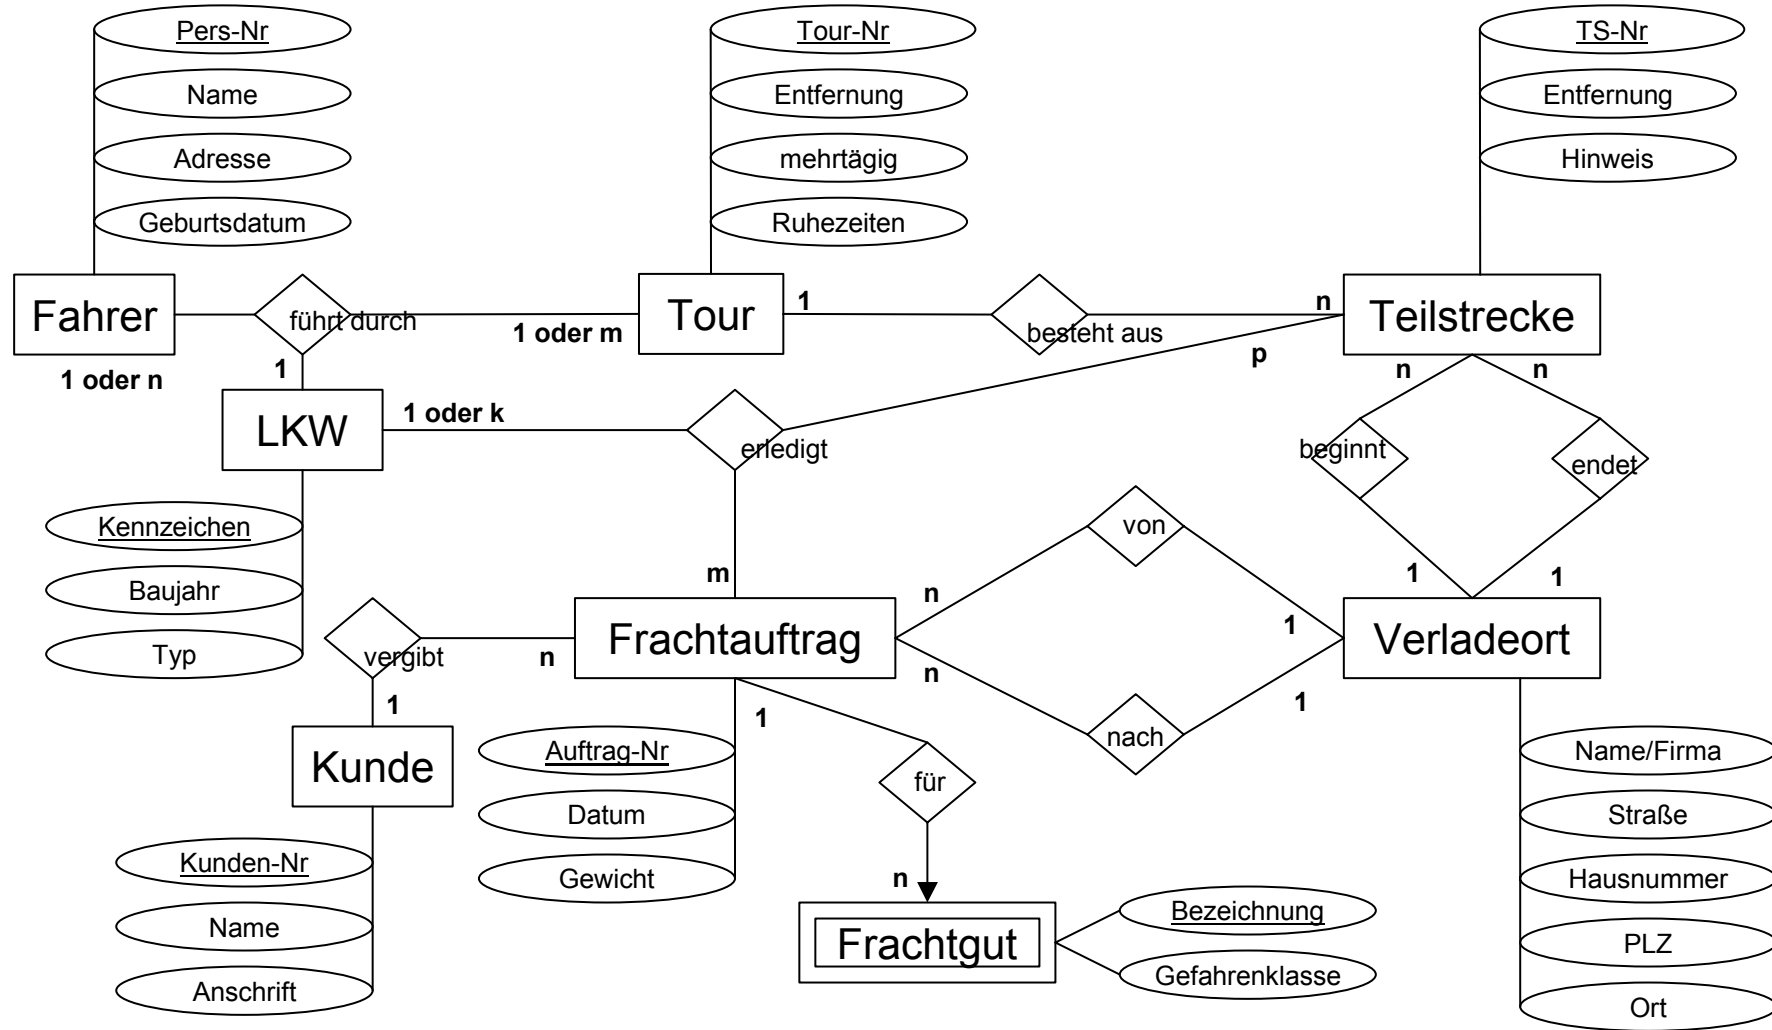 Pers-Nr
Name
Adresse
Geburtsdatum
Tour-Nr
Entfernung
mehrtägig
Ruhezeiten
TS-Nr
Entfernung
Hinweis
Fahrer
1 oder n
führt durch
1
1 oder m
Tour
1
besteht aus
n
Teilstrecke
p
n
n
LKW
1 oder k
erledigt
m
beginnt
endet
1
1
Kennzeichen
Baujahr
Typ
von
nach
n
n
1
1
vergibt
n
1
Frachtauftrag
Verladeort
Kunde
Kunden-Nr
Name
Anschrift
1
Auftrag-Nr
Datum
Gewicht
für
n
Frachtgut
Bezeichnung
Gefahrenklasse
Name/Firma
Straße
Hausnummer
PLZ
Ort